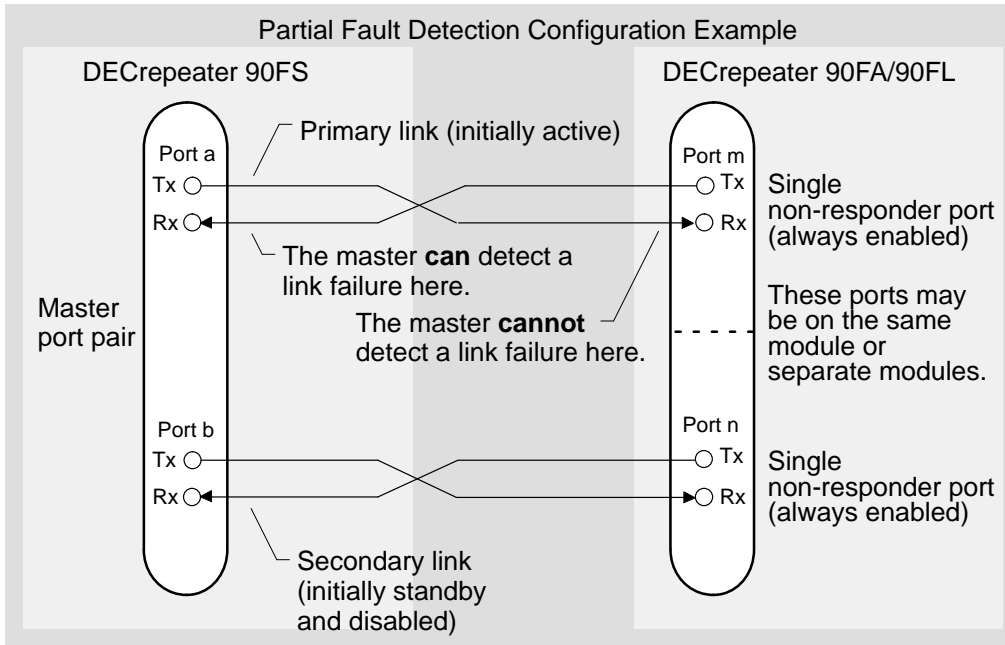 Partial Fault Detection Configuration Example
DECrepeater 90FS
DECrepeater 90FA/90FL
Primary link (initially active)
Port a
Tx
Rx
Port m
Tx
Rx
Single
non-responder port
(always enabled)
The master can detect a
link failure here.
Master
port pair
The master cannot
detect a link failure here.
These ports may
be on the same
module or
separate modules.
Port b
Tx
Rx
Port n
Tx
Rx
Single
non-responder port
(always enabled)
Secondary link
(initially standby
and disabled)